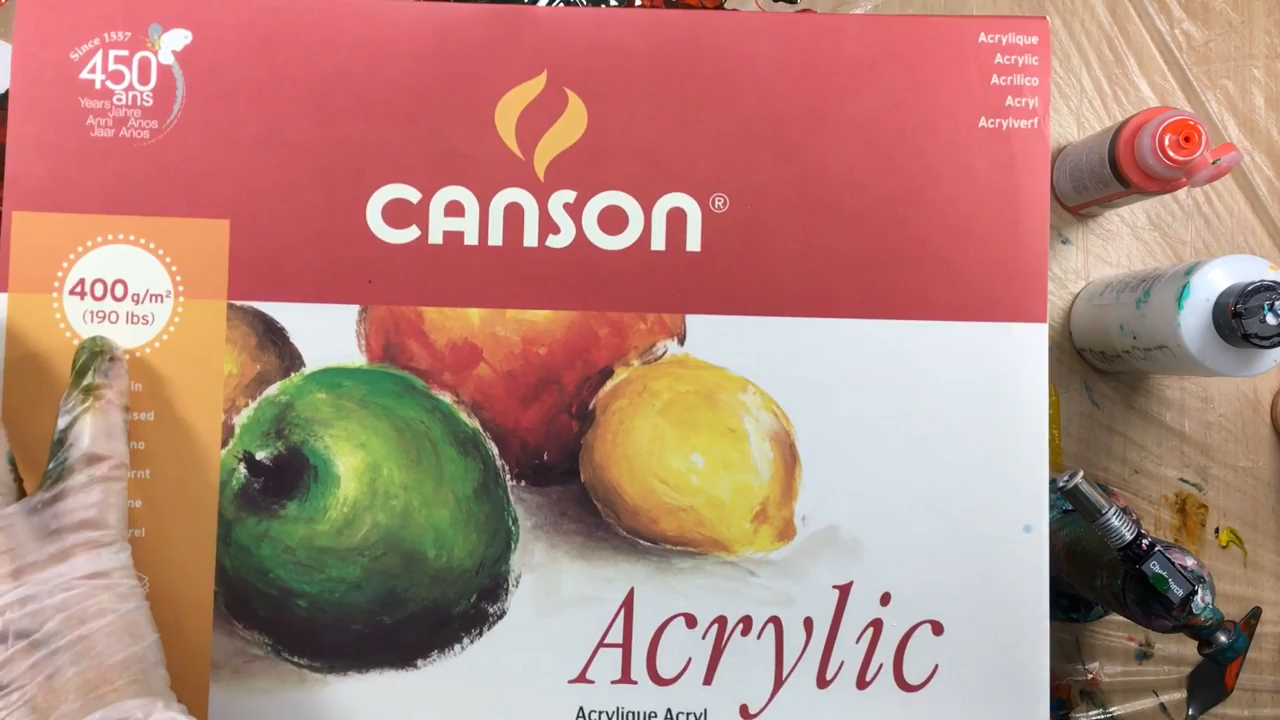 Since 1557
450
ans
Years Jahre
Anni Anos
Jaar Años
CANSON®
Acrylique
Acrylic
Acrilico
Acryl
Acrylverf
400 g/m²
(190 lbs)
Acrylic
Acrylique Acryl